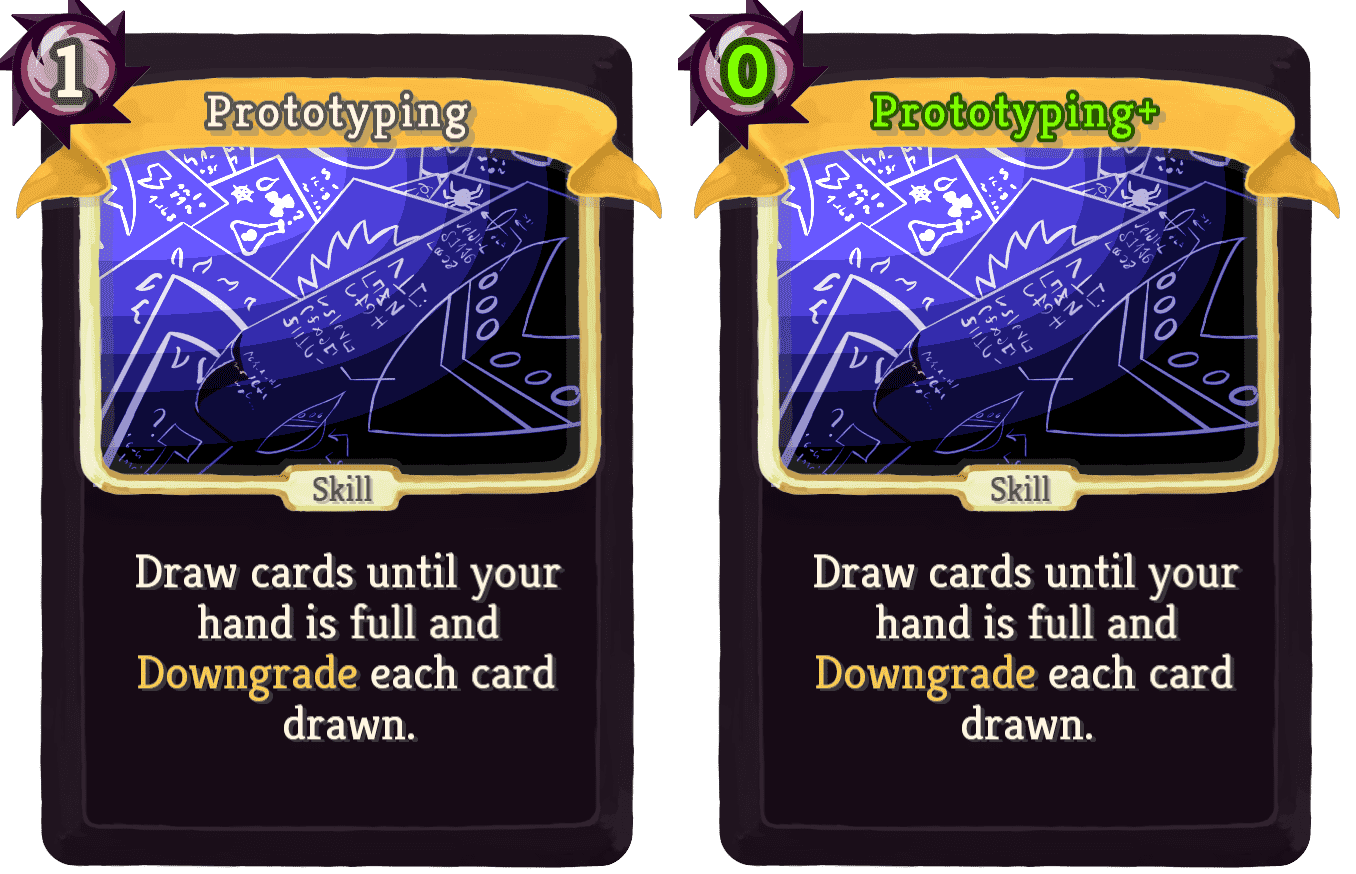 1
Prototyping
Skill
Draw cards until your
hand is full and
Downgrade each card
drawn.
0
Prototyping+
Skill
Draw cards until your
hand is full and
Downgrade each card
drawn.